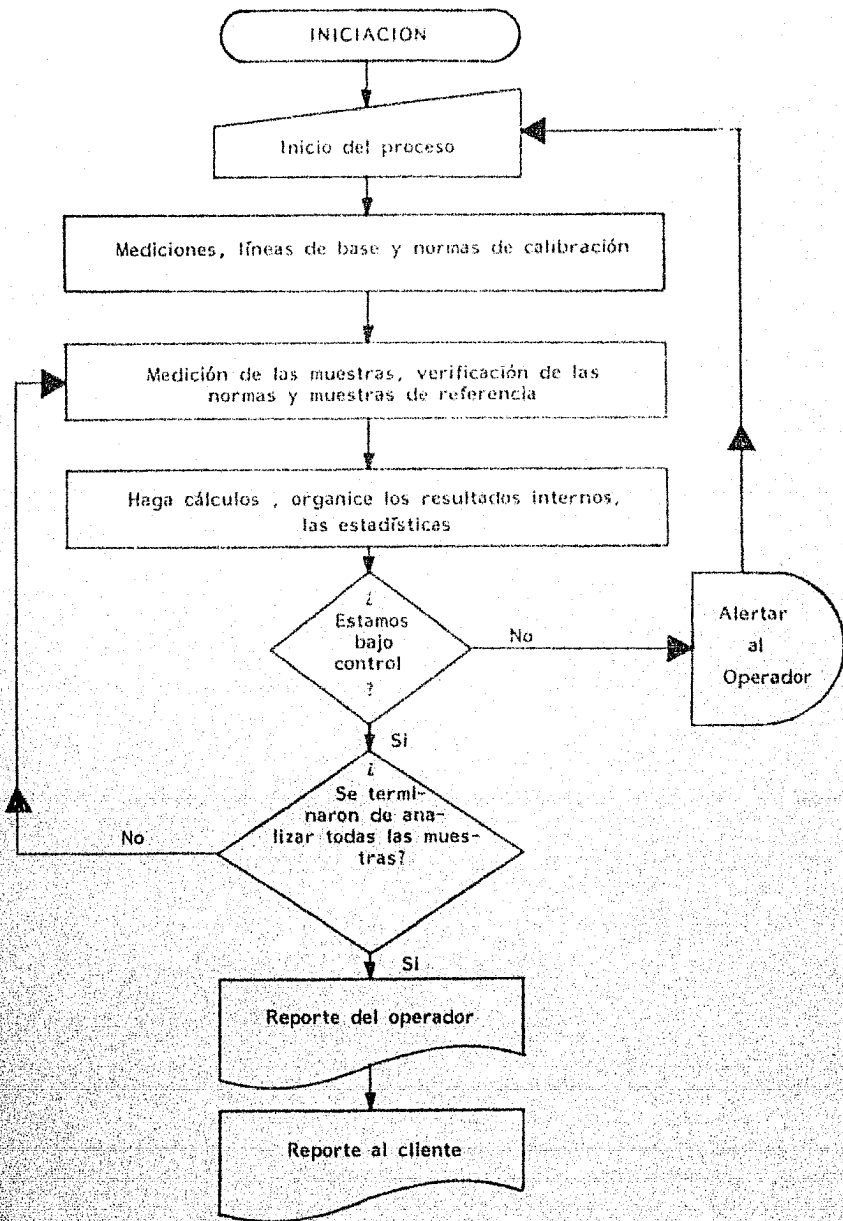 INICIACION
Inicio del proceso
Mediciones, líneas de base y normas de calibración
Medición de las muestras, verificación de las
normas y muestras de referencia
Haga cálculos , organice los resultados internos,
las estadísticas
¿
Estamos
bajo
control
?
No
Alertar
al
Operador
Si
¿
Se termi-
naron de ana-
lizar todas las mues-
tras?
No
Si
Reporte del operador
Reporte al cliente